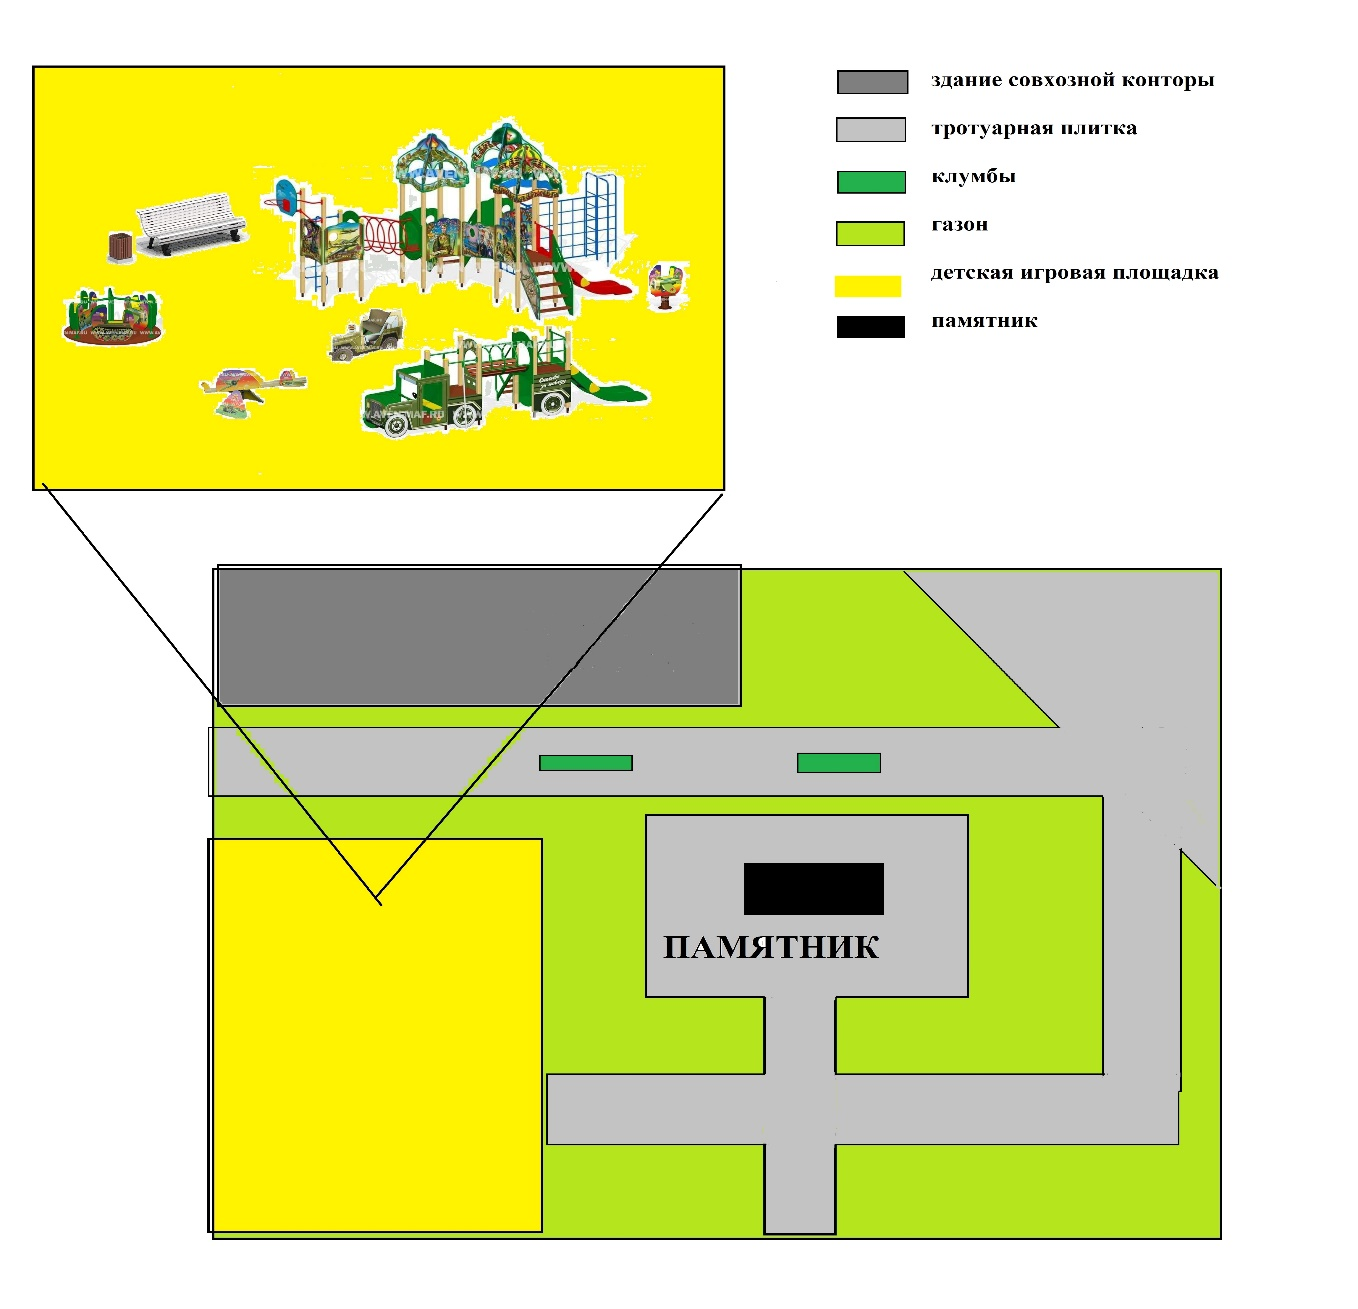 здание совхозной конторы
тротуарная плитка
клумбы
газон
детская игровая площадка
памятник
ПАМЯТНИК